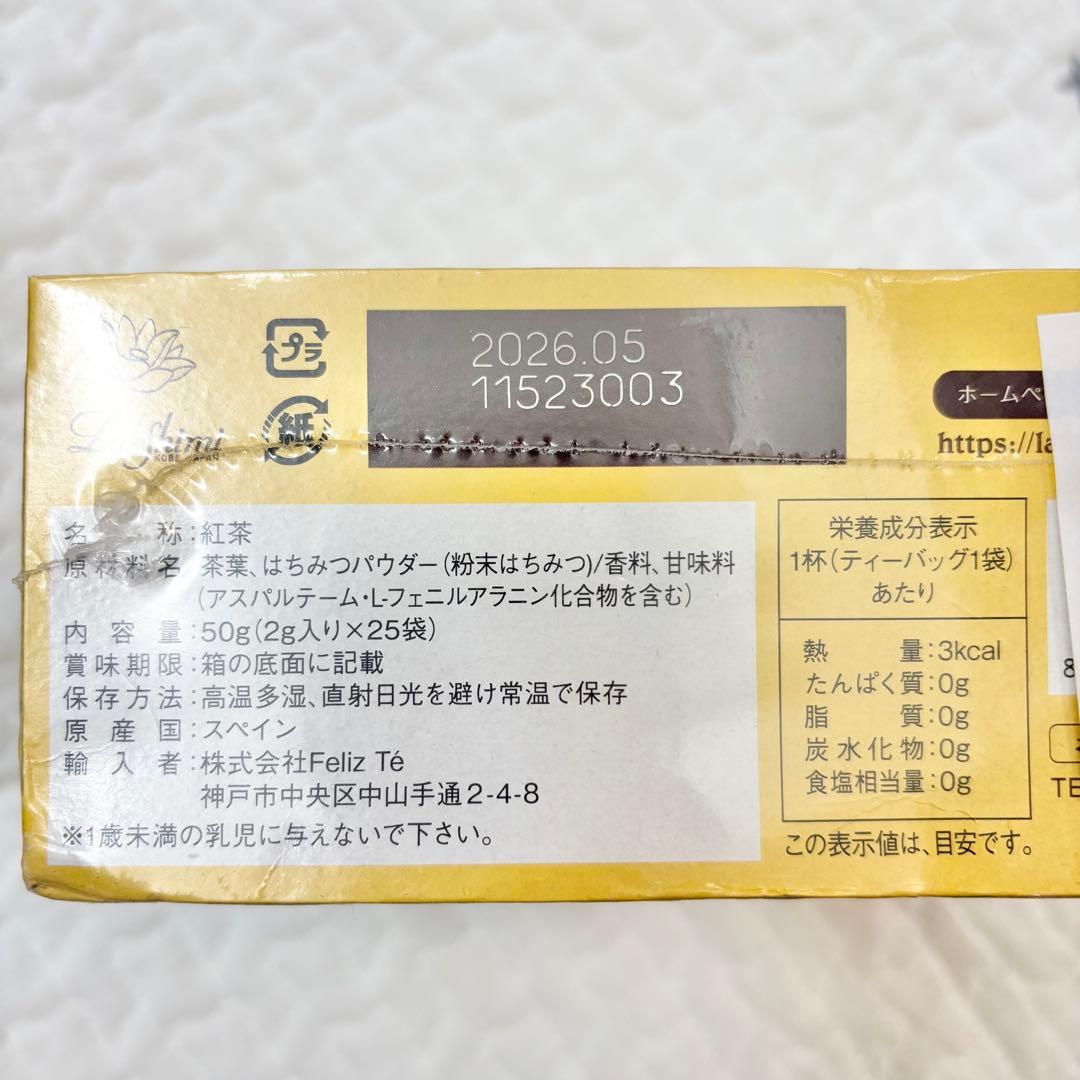 プラ
紙
2026.05
11523003
KOBE JAPAN
ホームペ
https://la
名称:紅茶
原材料名:茶葉、はちみつパウダー(粉末はちみつ)/香料、甘味料
(アスパルテーム・L-フェニルアラニン化合物を含む)
内容量:50g(2g入り×25袋)
賞味期限:箱の底面に記載
保存方法:高温多湿、直射日光を避け常温で保存
原産国:スペイン
輸入者:株式会社Feliz Té
神戸市中央区中山手通2-4-8
※1歳未満の乳児に与えないで下さい。
栄養成分表示
1杯(ティーバッグ1袋)
あたり
熱量:3kcal
たんぱく質:0g
脂質:0g
炭水化物:0g
食塩相当量:0g
この表示値は、目安です。
8
TE